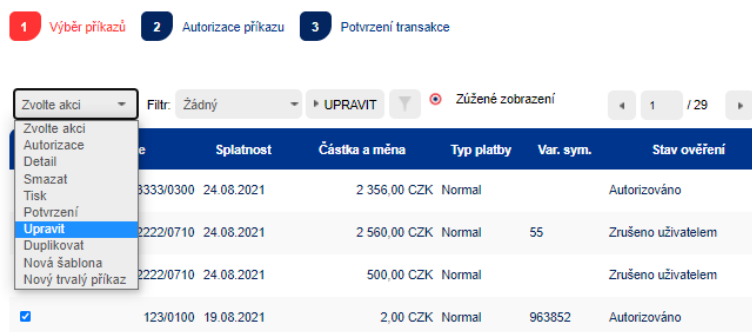 1 Výběr příkazů 2 Autorizace příkazu 3 Potvrzení transakce
Zvolte akci Filtr: Žádný UPRAVIT Zúžené zobrazení 1 / 29
Zvolte akci
Autorizace
Detail
Smazat
Tisk
Potvrzení
Upravit
Duplikovat
Nová šablona
Nový trvalý příkaz
Splatnost Částka a měna Typ platby Var. sym. Stav ověření
3333/0300 24.08.2021 2 356,00 CZK Normal Autorizováno
2222/0710 24.08.2021 2 560,00 CZK Normal 55 Zrušeno uživatelem
2222/0710 24.08.2021 500,00 CZK Normal Zrušeno uživatelem
123/0100 19.08.2021 2,00 CZK Normal 963852 Autorizováno